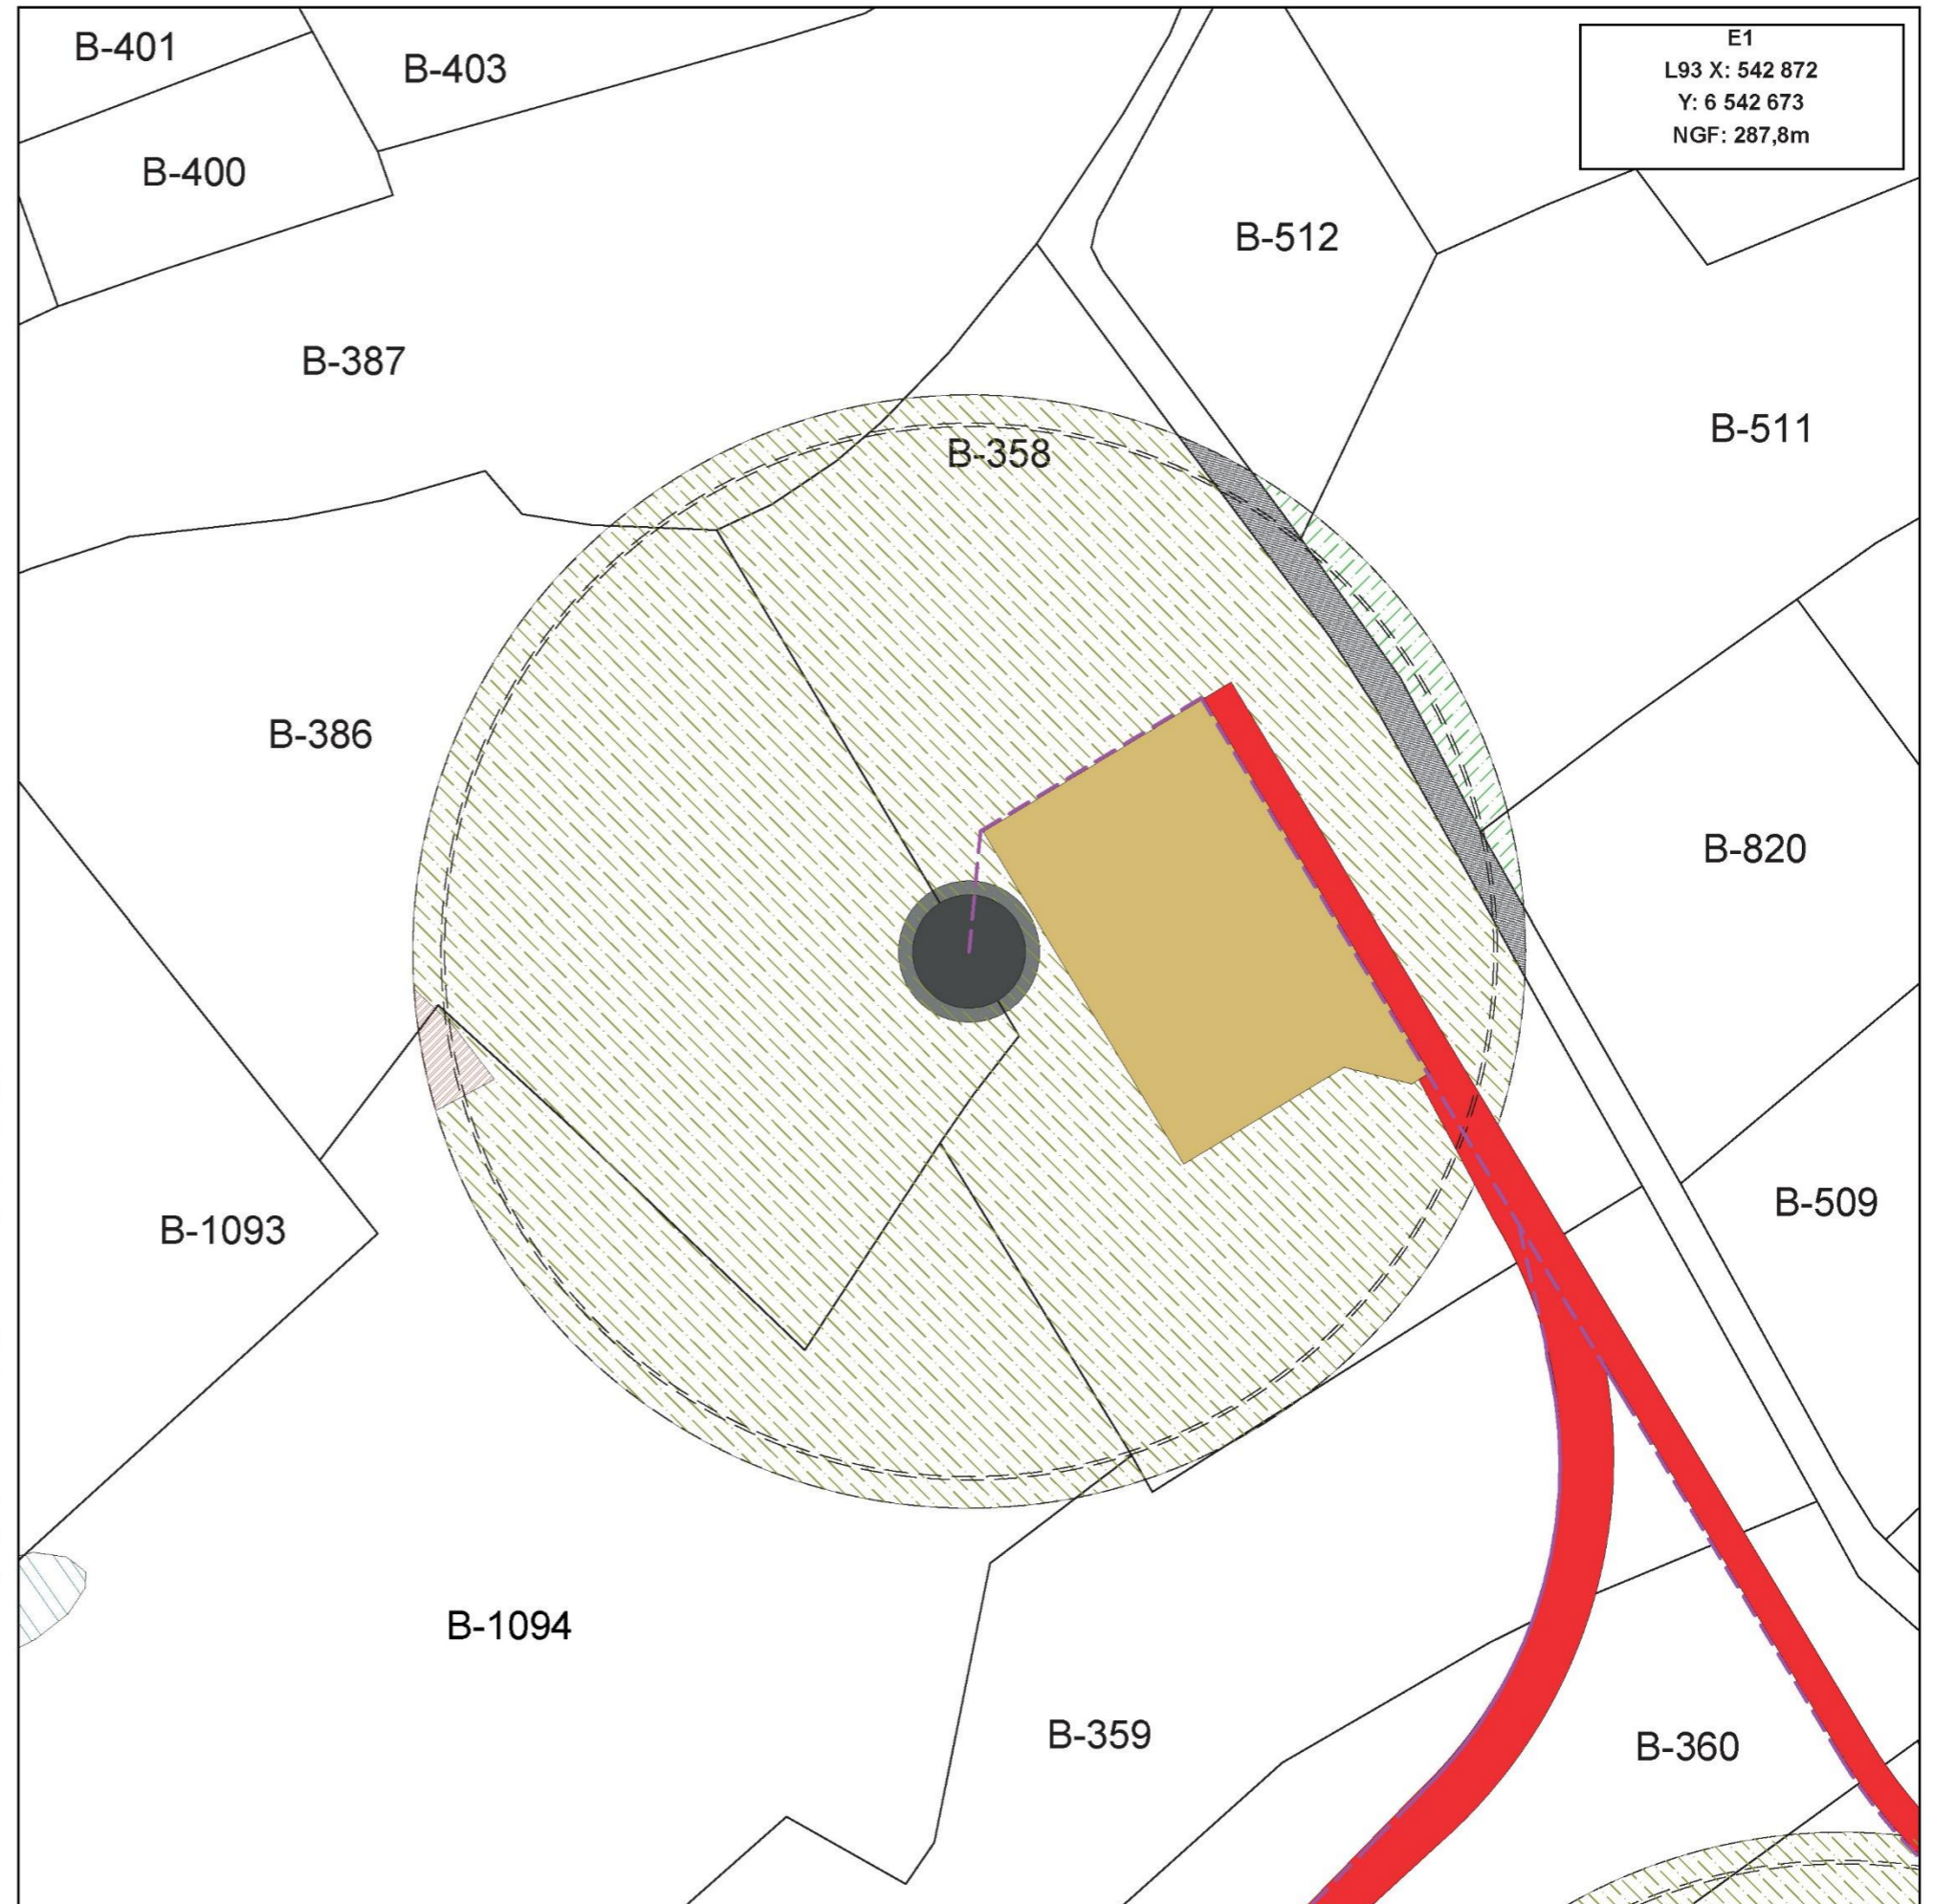 B-401
B-403
E1
L93 X: 542 872
Y: 6 542 673
NGF: 287,8m
B-400
B-512
B-387
B-511
B-358
B-386
B-820
B-509
B-1093
B-1094
B-359
B-360